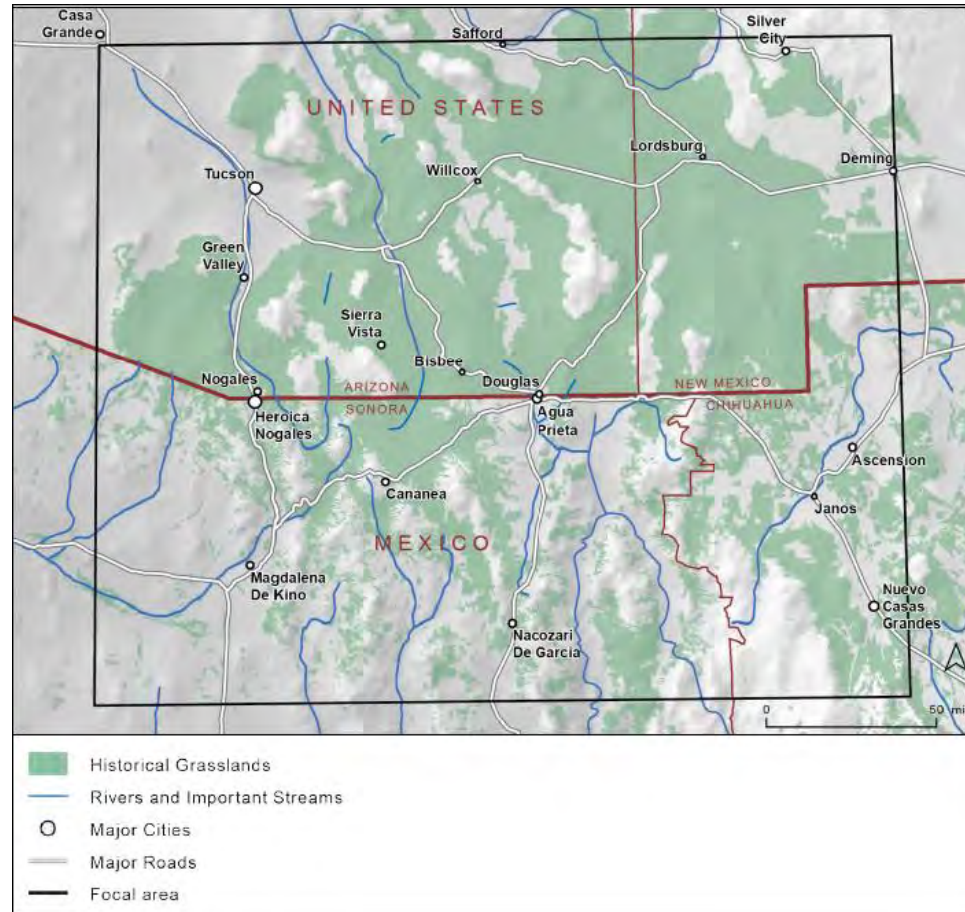 Casa
Grande
Safford
Silver
City
UNITED STATES
Lordsburg
Deming
Tucson
Willcox
Green
Valley
Sierra
Vista
Bisbee
Nogales
ARIZONA
SONORA
Douglas
NEW MEXICO
CHIHUAHUA
Heroica
Nogales
Agua
Prieta
Ascension
Cananea
Janos
MEXICO
Magdalena
De Kino
Nuevo
Casas
Grandes
Nacozari
De Garcia
0 50 mi
Historical Grasslands
Rivers and Important Streams
Major Cities
Major Roads
Focal area